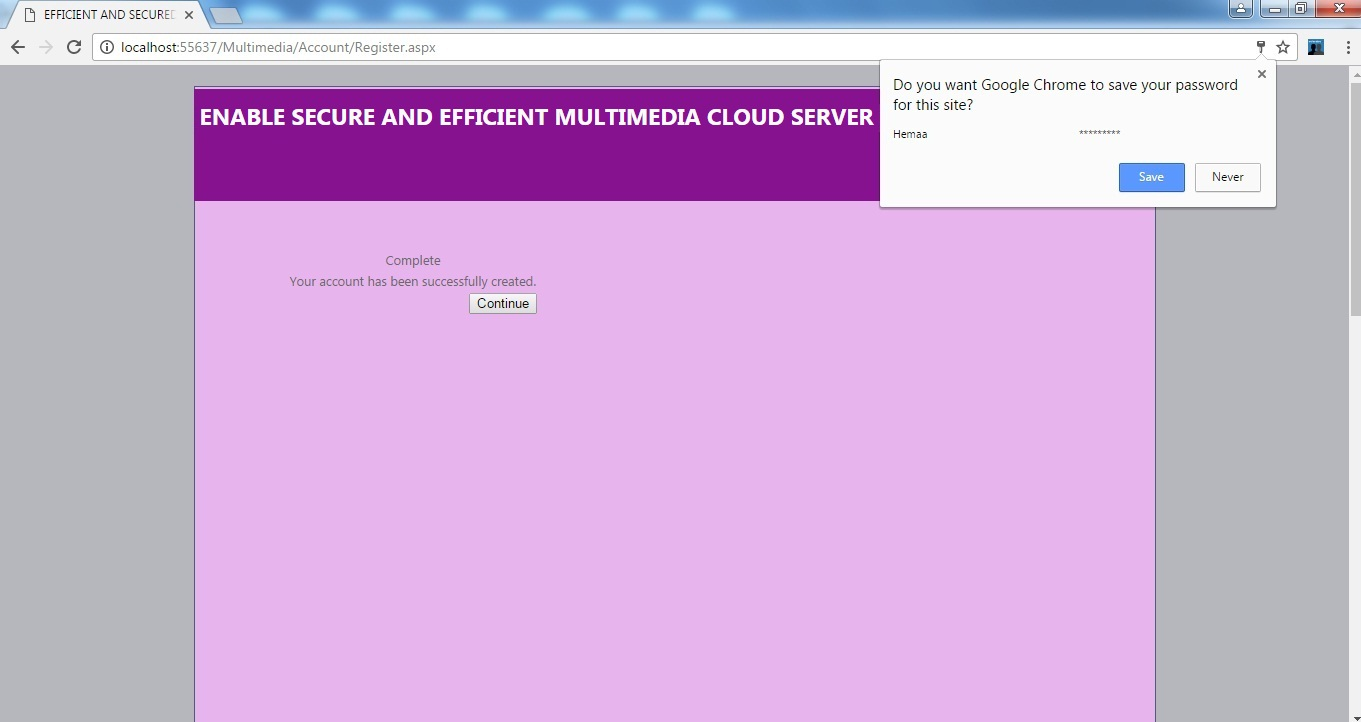 EFFICIENT AND SECURED
localhost:55637/Multimedia/Account/Register.aspx
Do you want Google Chrome to save your password
for this site?
Hemaa *********
Save Never
ENABLE SECURE AND EFFICIENT MULTIMEDIA CLOUD SERVER
Complete
Your account has been successfully created.
Continue